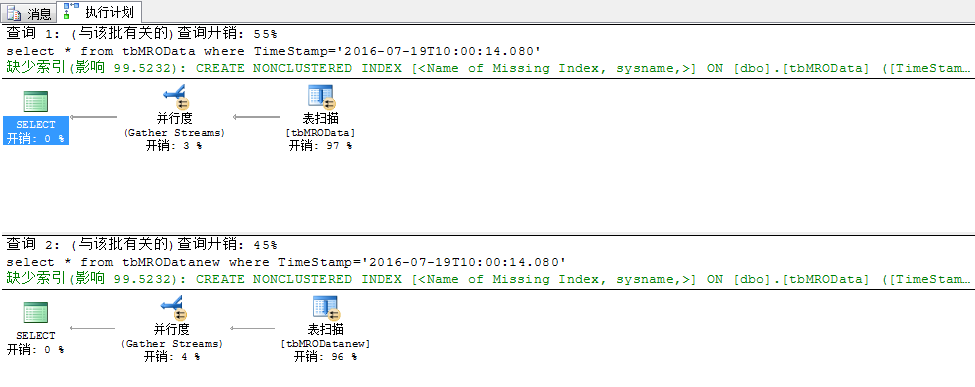 消息 执行计划
查询 1: (与该批有关的)查询开销: 55%
select * from tbMROData where TimeStamp='2016-07-19T10:00:14.080'
缺少索引(影响 99.5232): CREATE NONCLUSTERED INDEX [<Name of Missing Index, sysname,>] ON [dbo].[tbMROData] ([TimeStam…
SELECT
开销: 0 %
并行度
(Gather Streams)
开销: 3 %
表扫描
[tbMROData]
开销: 97 %
查询 2: (与该批有关的)查询开销: 45%
select * from tbMRODatanew where TimeStamp='2016-07-19T10:00:14.080'
缺少索引(影响 99.5232): CREATE NONCLUSTERED INDEX [<Name of Missing Index, sysname,>] ON [dbo].[tbMROData] ([TimeStam…
SELECT
开销: 0 %
并行度
(Gather Streams)
开销: 4 %
表扫描
[tbMRODatanew]
开销: 96 %